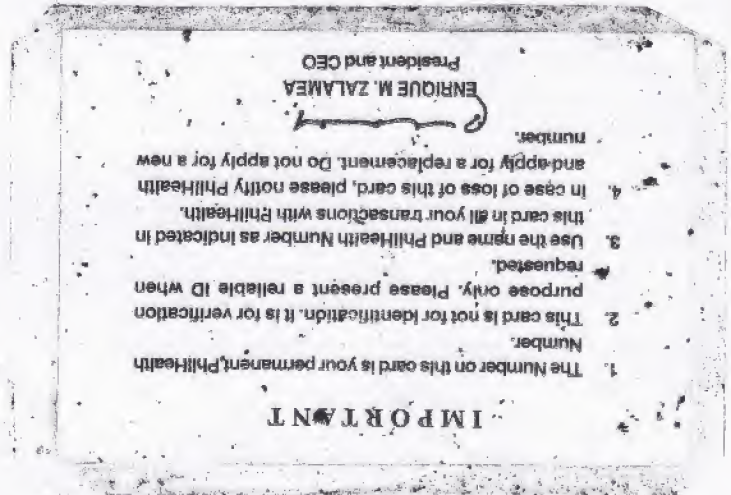 IMPORTANT
1. The Number on this card is your permanent PhilHealth
Number.
2. This card is not for identification. It is for verification
purpose only. Please present a reliable ID when
requested.
3. Use the name and PhilHealth Number as indicated in
this card in all your transactions with PhilHealth.
4. In case of loss of this card, please notify PhilHealth
and apply for a replacement. Do not apply for a new
number.
ENRIQUE M. ZALAMEA
President and CEO